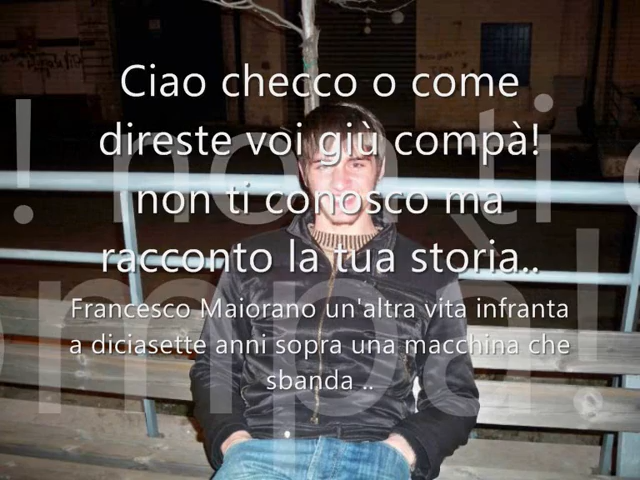 Ciao checco o come
direste voi giù compà!
non ti conosco ma
racconto la tua storia..
Francesco Maiorano un'altra vita infranta
a diciasette anni sopra una macchina che
sbanda ..